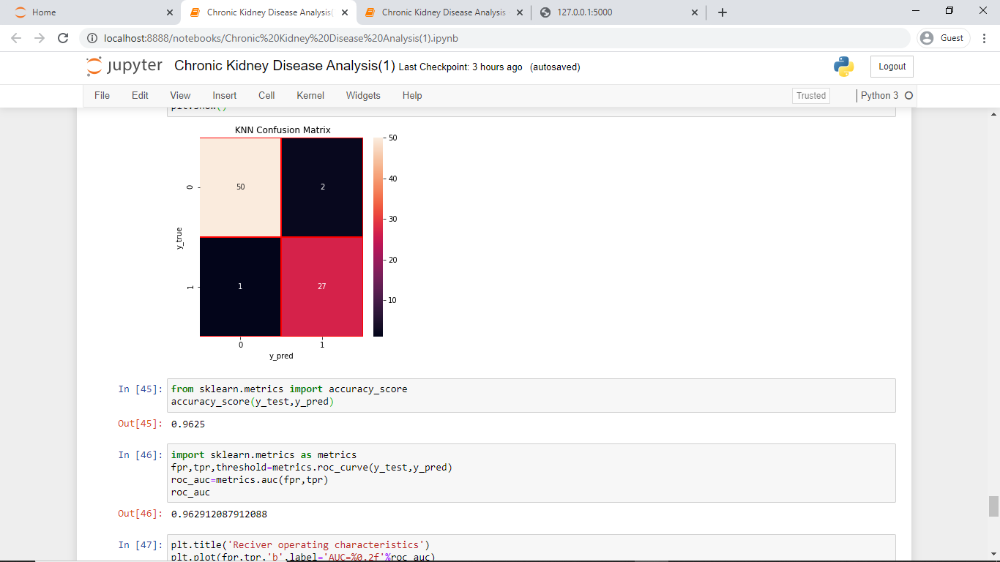 Home
Chronic Kidney Disease Analysis(
Chronic Kidney Disease Analysis
127.0.0.1:5000
localhost:8888/notebooks/Chronic%20Kidney%20Disease%20Analysis(1).ipynb
Guest
jupyter Chronic Kidney Disease Analysis(1) Last Checkpoint: 3 hours ago (autosaved)
Logout
File Edit View Insert Cell Kernel Widgets Help
Trusted
Python 3
plt.show()
KNN Confusion Matrix
50
2
1
27
0
1
y_true
0
1
y_pred
50
40
30
20
10
In [45]: from sklearn.metrics import accuracy_score
accuracy_score(y_test,y_pred)
Out[45]: 0.9625
In [46]: import sklearn.metrics as metrics
fpr,tpr,threshold=metrics.roc_curve(y_test,y_pred)
roc_auc=metrics.auc(fpr,tpr)
roc_auc
Out[46]: 0.962912087912088
In [47]: plt.title('Reciver operating characteristics')
plt.plot(fpr,tpr,'b',label='AUC=%0.2f'%roc_auc)